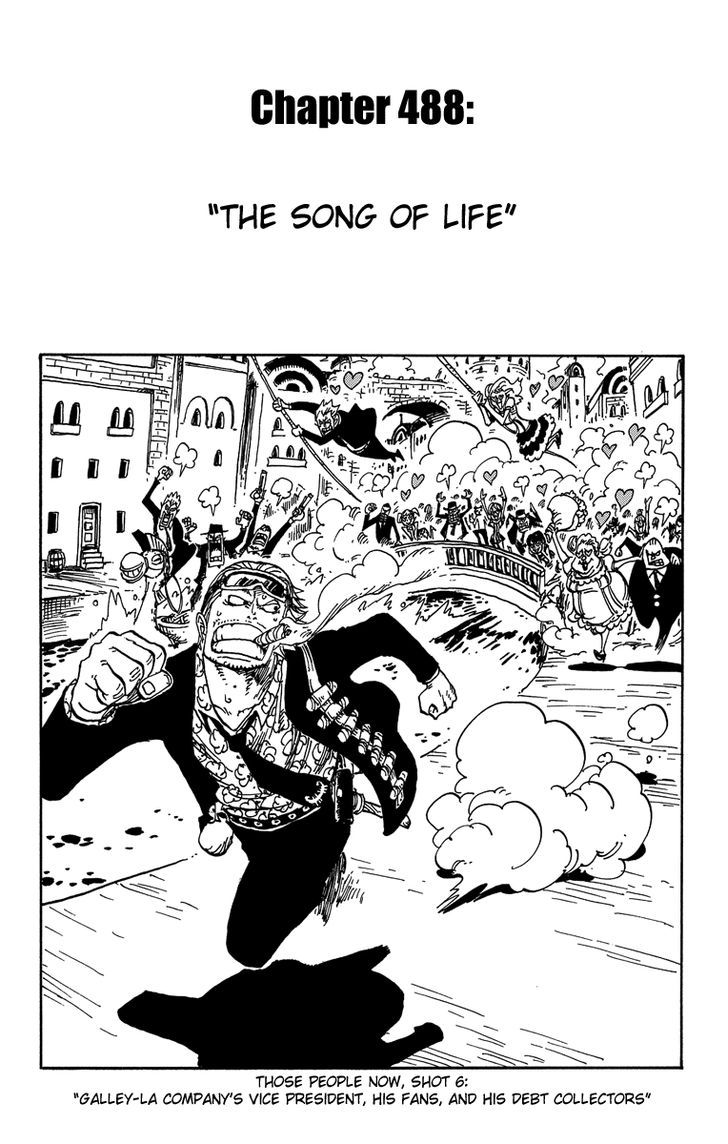 Chapter 488:
"THE SONG OF LIFE"
THOSE PEOPLE NOW, SHOT 6:
"GALLEY-LA COMPANY'S VICE PRESIDENT, HIS FANS, AND HIS DEBT COLLECTORS"